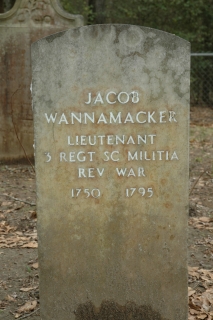 JACOB
WANNAMACKER
LIEUTENANT
3 REGT SC MILITIA
REV WAR
1750 1795